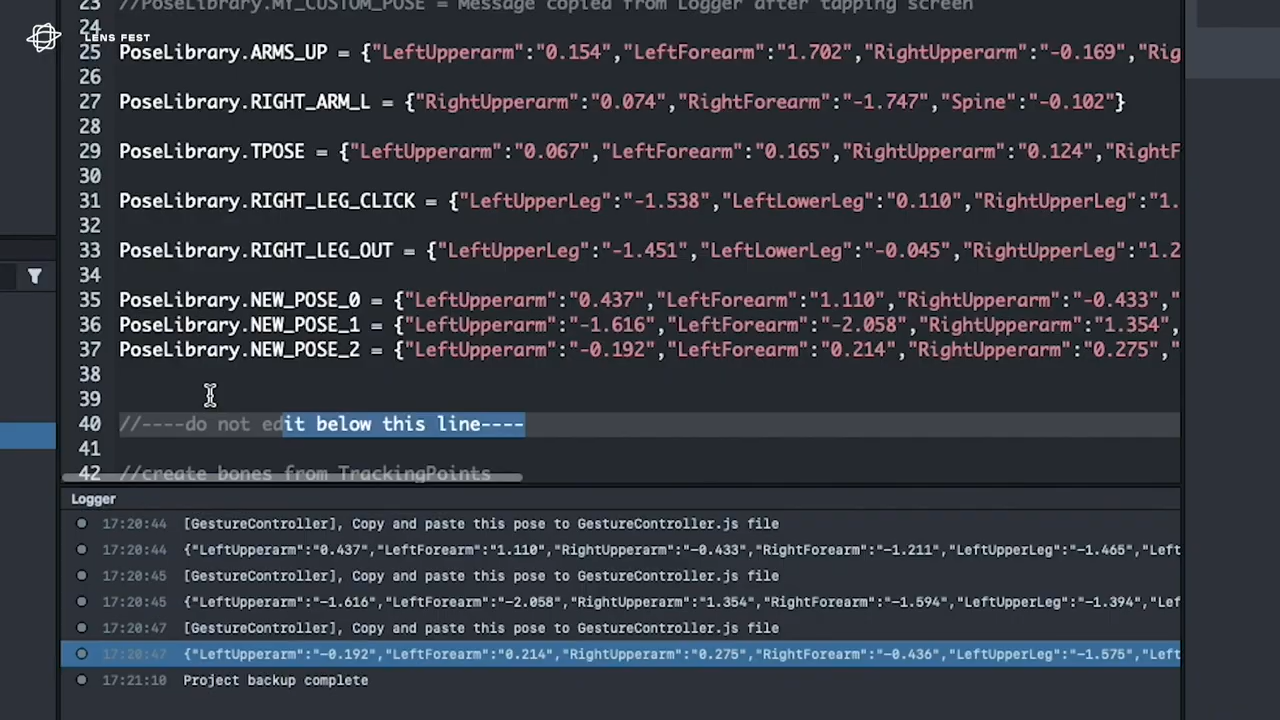 23 //PoseLibrary.MY_CUSTOM_POSE = Message copied from Logger after tapping screen
24
LENS FEST
25 PoseLibrary.ARMS_UP = {"LeftUpperarm":"0.154","LeftForearm":"1.702","RightUpperarm":"-0.169","Rig
26
27 PoseLibrary.RIGHT_ARM_L = {"RightUpperarm":"0.074","RightForearm":"-1.747","Spine":"-0.102"}
28
29 PoseLibrary.TPOSE = {"LeftUpperarm":"0.067","LeftForearm":"0.165","RightUpperarm":"0.124","RightF
30
31 PoseLibrary.RIGHT_LEG_CLICK = {"LeftUpperLeg":"-1.538","LeftLowerLeg":"0.110","RightUpperLeg":"1.
32
33 PoseLibrary.RIGHT_LEG_OUT = {"LeftUpperLeg":"-1.451","LeftLowerLeg":"-0.045","RightUpperLeg":"1.2
34
35 PoseLibrary.NEW_POSE_0 = {"LeftUpperarm":"0.437","LeftForearm":"1.110","RightUpperarm":"-0.433","
36 PoseLibrary.NEW_POSE_1 = {"LeftUpperarm":"-1.616","LeftForearm":"-2.058","RightUpperarm":"1.354",
37 PoseLibrary.NEW_POSE_2 = {"LeftUpperarm":"-0.192","LeftForearm":"0.214","RightUpperarm":"0.275","
38
39
40 //----do not edit below this line----
41
42 //create bones from TrackingPoints
Logger
17:20:44 [GestureController], Copy and paste this pose to GestureController.js file
17:20:44 {"LeftUpperarm":"0.437","LeftForearm":"1.110","RightUpperarm":"-0.433","RightForearm":"-1.211","LeftUpperLeg":"-1.465","Left
17:20:45 [GestureController], Copy and paste this pose to GestureController.js file
17:20:45 {"LeftUpperarm":"-1.616","LeftForearm":"-2.058","RightUpperarm":"1.354","RightForearm":"-1.594","LeftUpperLeg":"-1.394","Lef
17:20:47 [GestureController], Copy and paste this pose to GestureController.js file
17:20:47 {"LeftUpperarm":"-0.192","LeftForearm":"0.214","RightUpperarm":"0.275","RightForearm":"-0.436","LeftUpperLeg":"-1.575","Left
17:21:10 Project backup complete